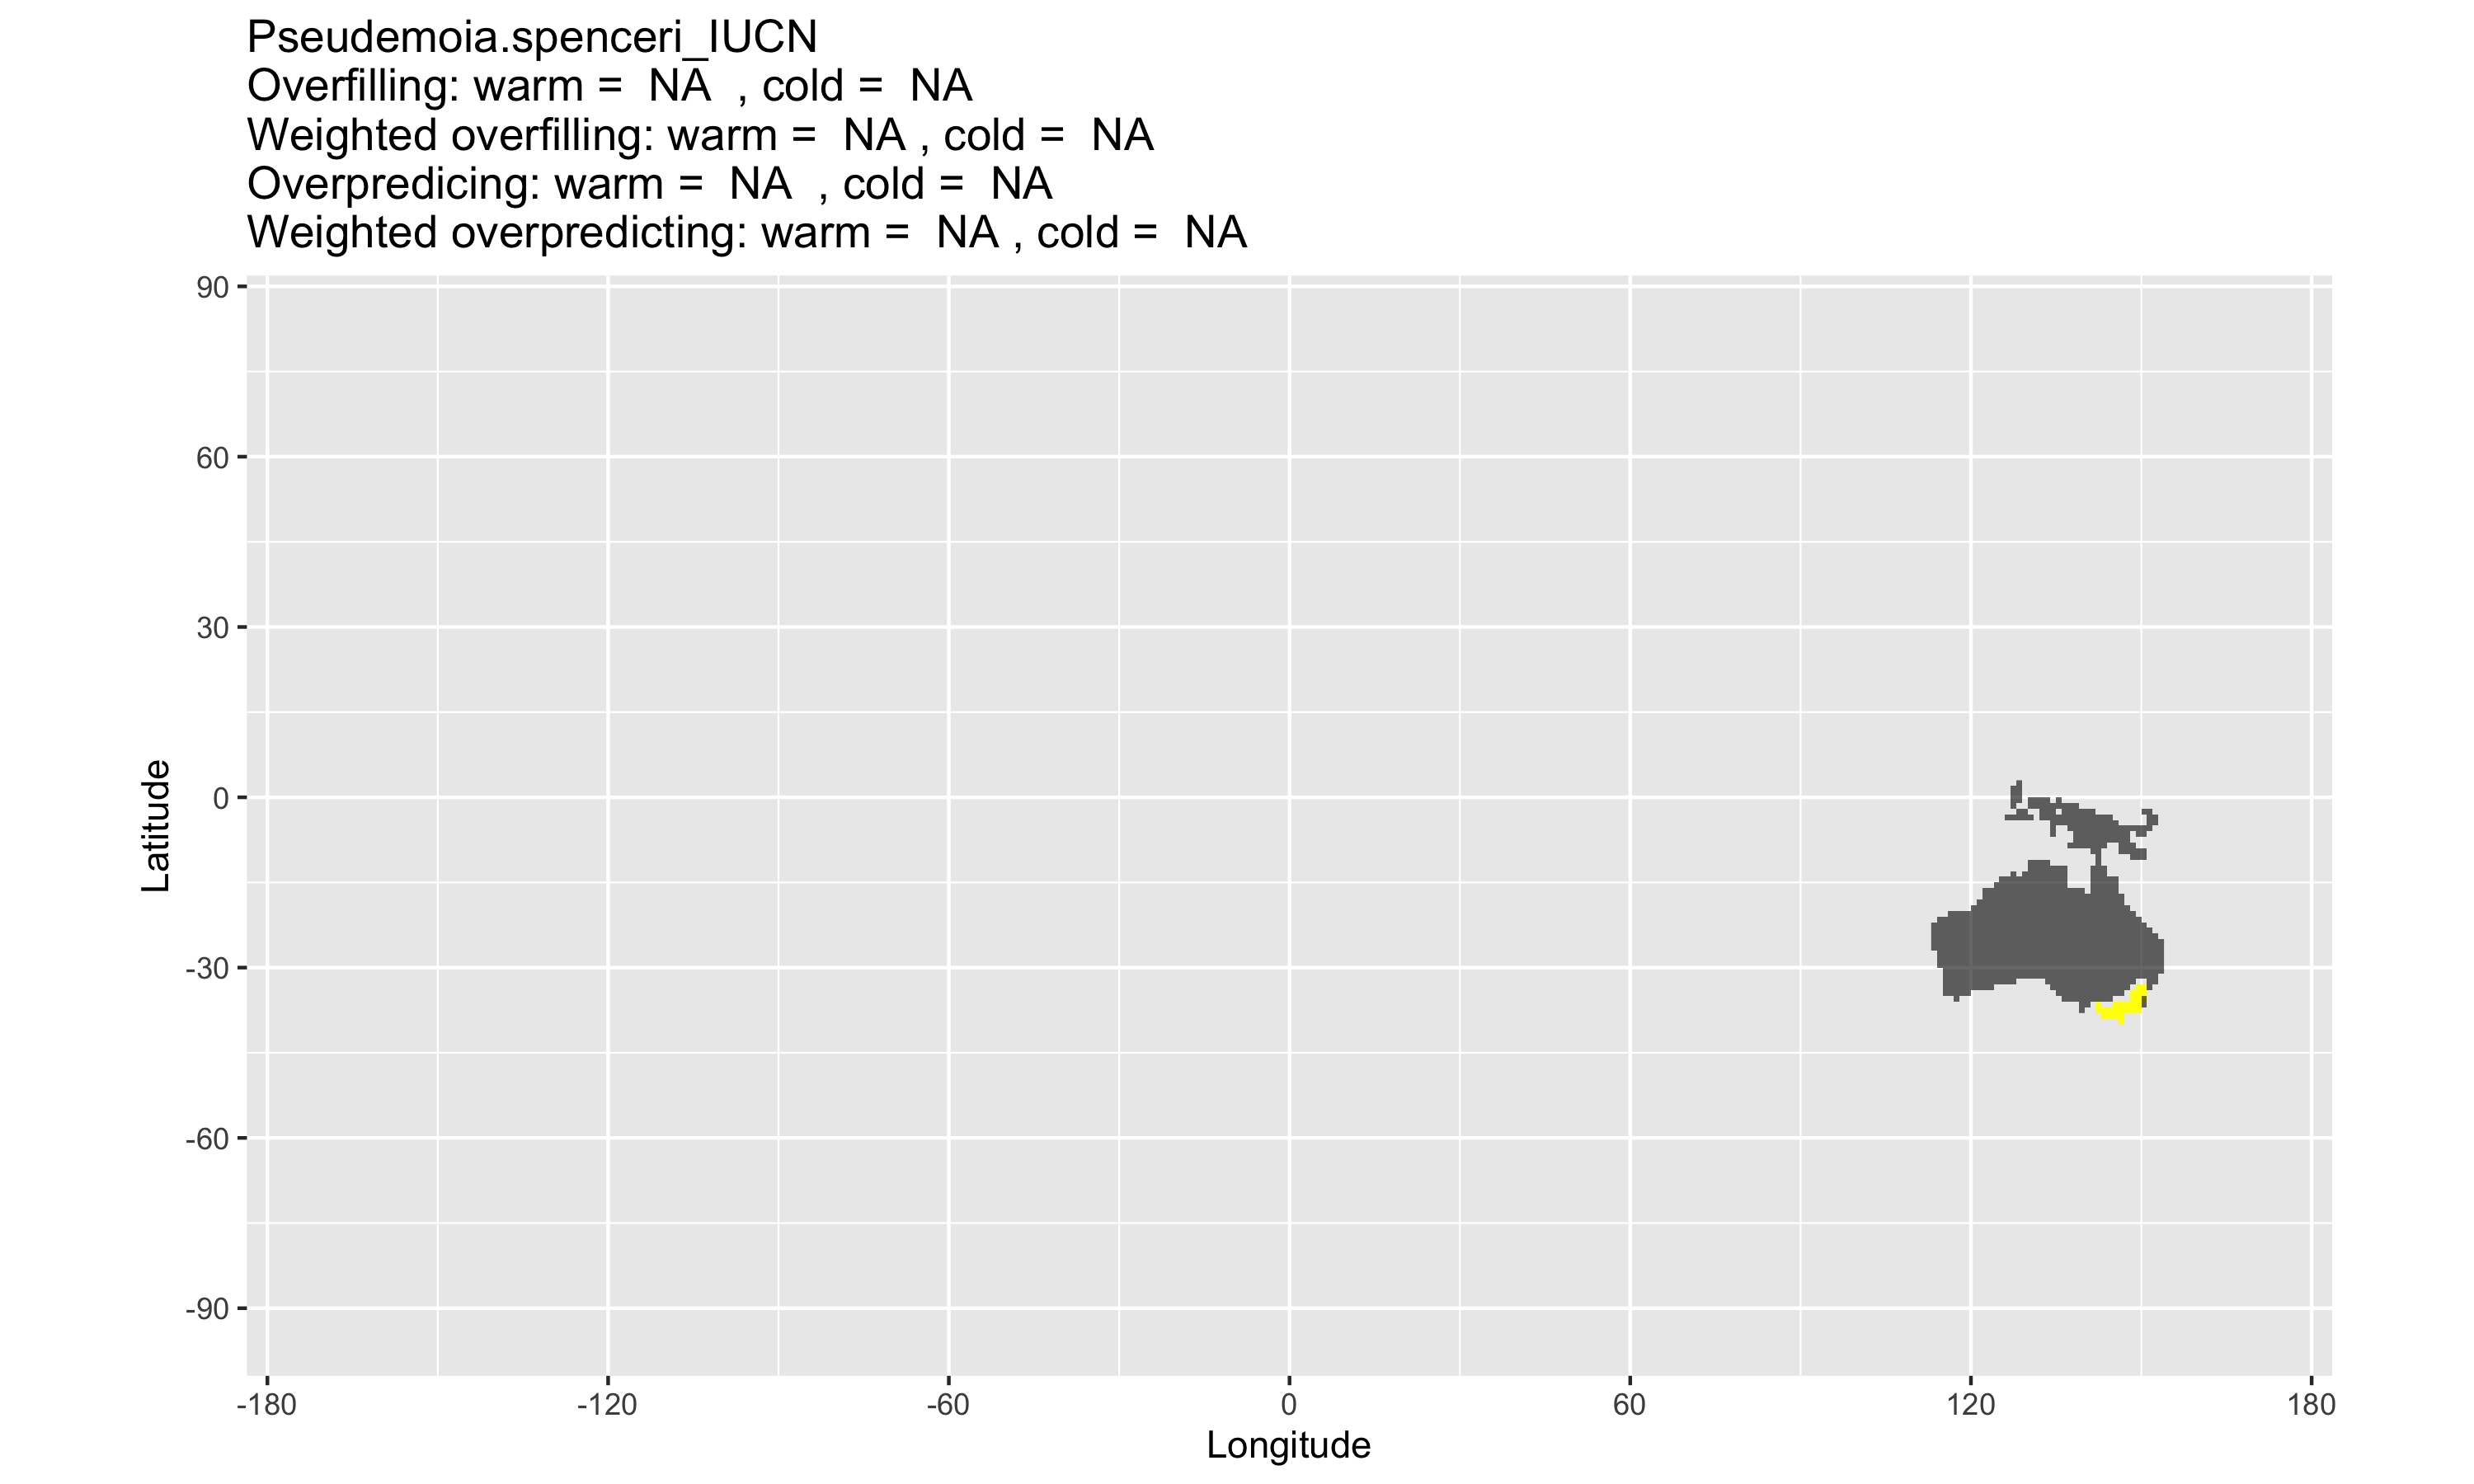 Pseudemoia.spenceri_IUCN
Overfilling: warm =  NA  , cold =  NA
Weighted overfilling: warm =  NA , cold =  NA
Overpredicing: warm =  NA  , cold =  NA
Weighted overpredicting: warm =  NA , cold =  NA
90
60
30
0
-30
-60
-90
Latitude
-180 -120 -60 0 60 120 180
Longitude